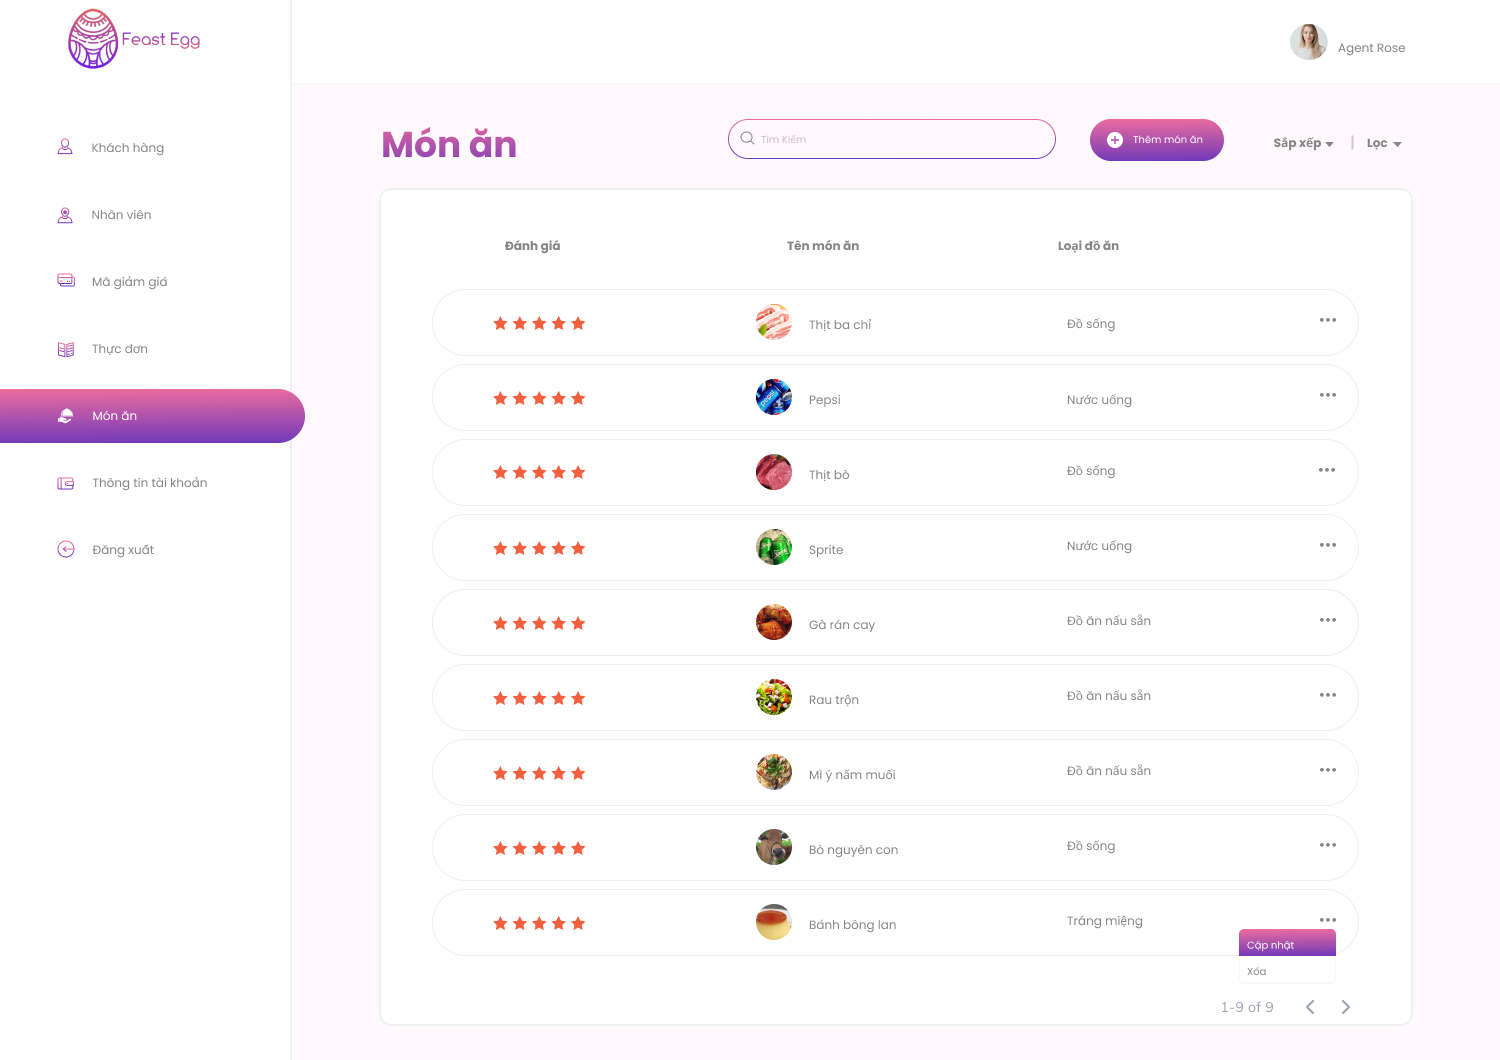 Feast Egg
Agent Rose
Khách hàng
Nhân viên
Mã giảm giá
Thực đơn
Món ăn
Thông tin tài khoản
Đăng xuất
Món ăn
Tìm Kiếm
Thêm món ăn
Sắp xếp
Lọc
Đánh giá Tên món ăn Loại đồ ăn
Thịt ba chỉ Đồ sống
Pepsi Nước uống
Thịt bò Đồ sống
Sprite Nước uống
Gà rán cay Đồ ăn nấu sẵn
Rau trộn Đồ ăn nấu sẵn
Mì ý nấm muối Đồ ăn nấu sẵn
Bò nguyên con Đồ sống
Bánh bông lan Tráng miệng
Cập nhật
Xóa
1-9 of 9